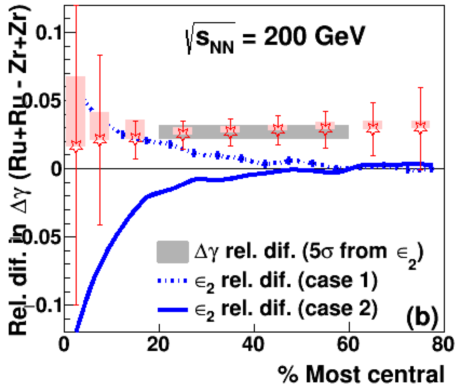 √s_NN = 200 GeV
Rel. dif. in Δγ (Ru+Ru - Zr+Zr)
0.1
0.05
0
-0.05
-0.1
Δγ rel. dif. (5σ from ϵ₂)
ϵ₂ rel. dif. (case 1)
ϵ₂ rel. dif. (case 2)
(b)
0 20 40 60 80
% Most central